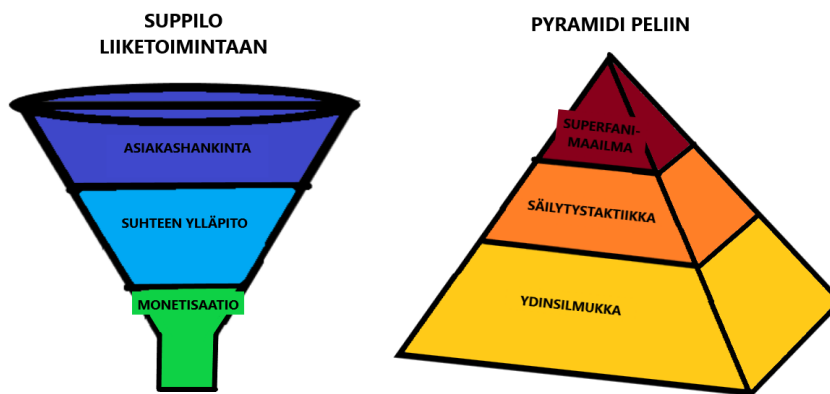 SUPPILO
LIIKETOIMINTAAN
ASIAKASHANKINTA
SUHTEEN YLLÄPITO
MONETISAATIO
PYRAMIDI PELIIN
SUPERFANI-
MAAILMA
SÄILYTYSTAKTIIKKA
YDINSILMUKKA